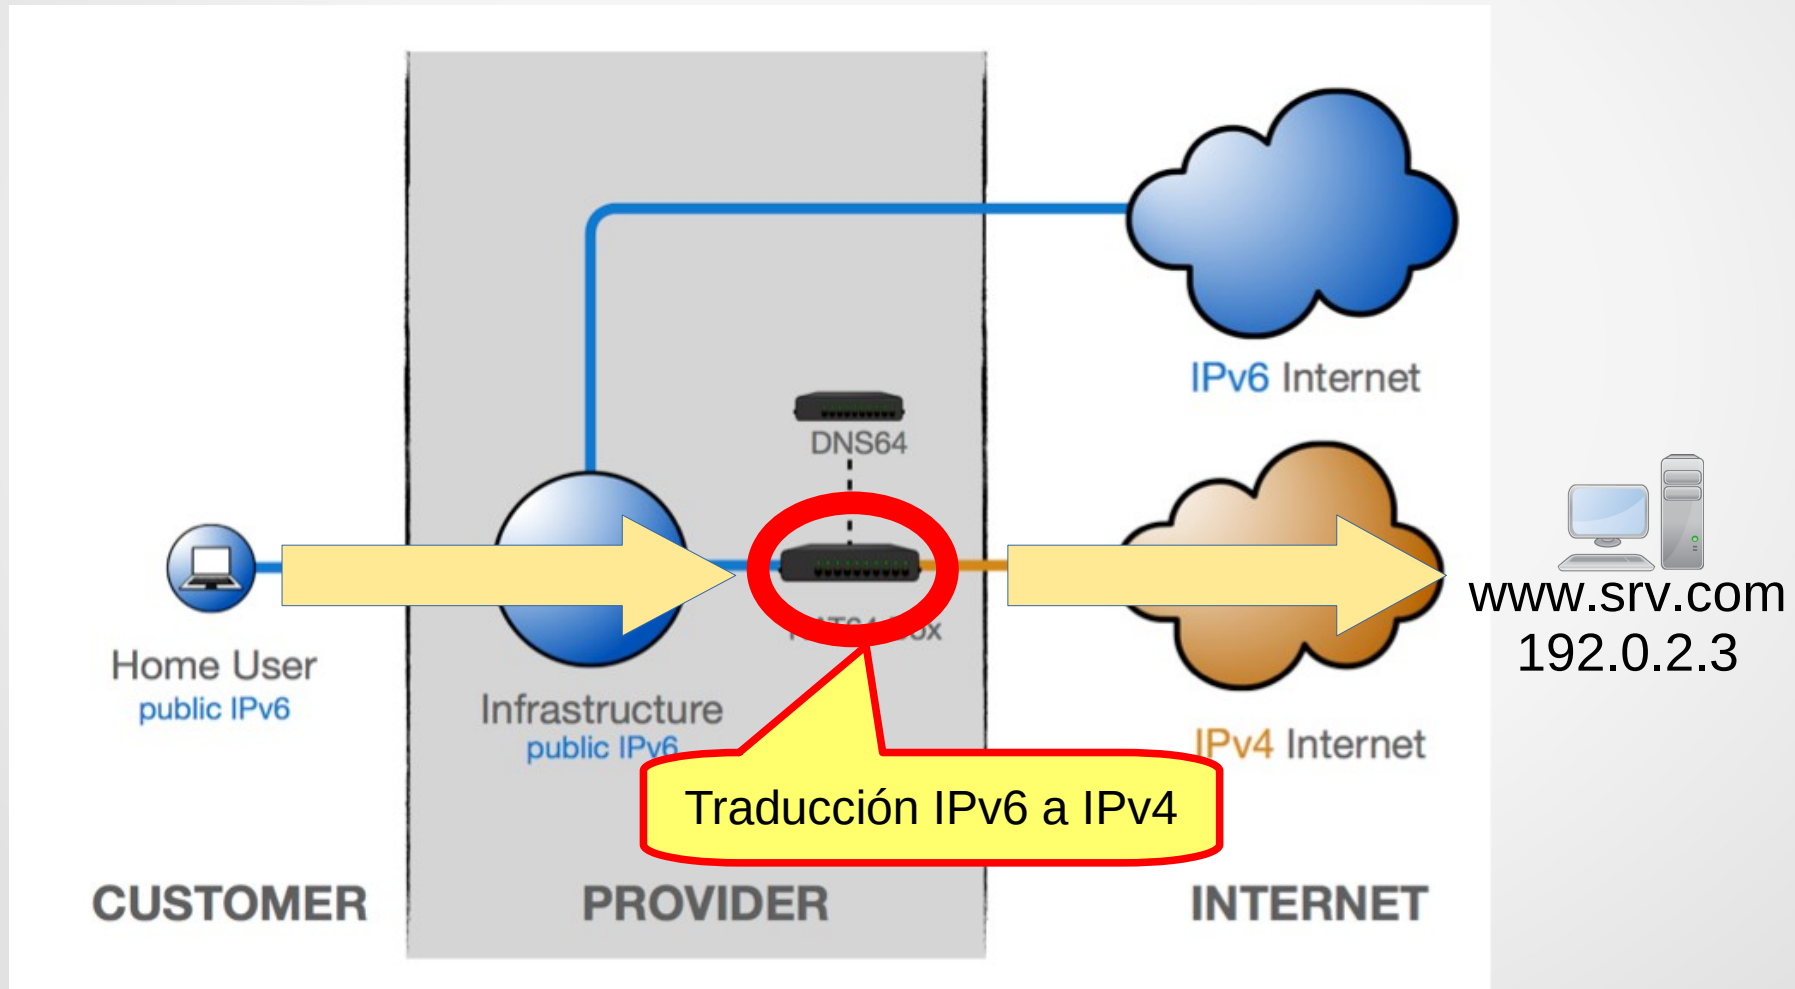 IPv6 Internet
DNS64
www.srv.com
192.0.2.3
Home User
public IPv6
Infrastructure
public IPv6
IPv4 Internet
Traducción IPv6 a IPv4
CUSTOMER
PROVIDER
INTERNET